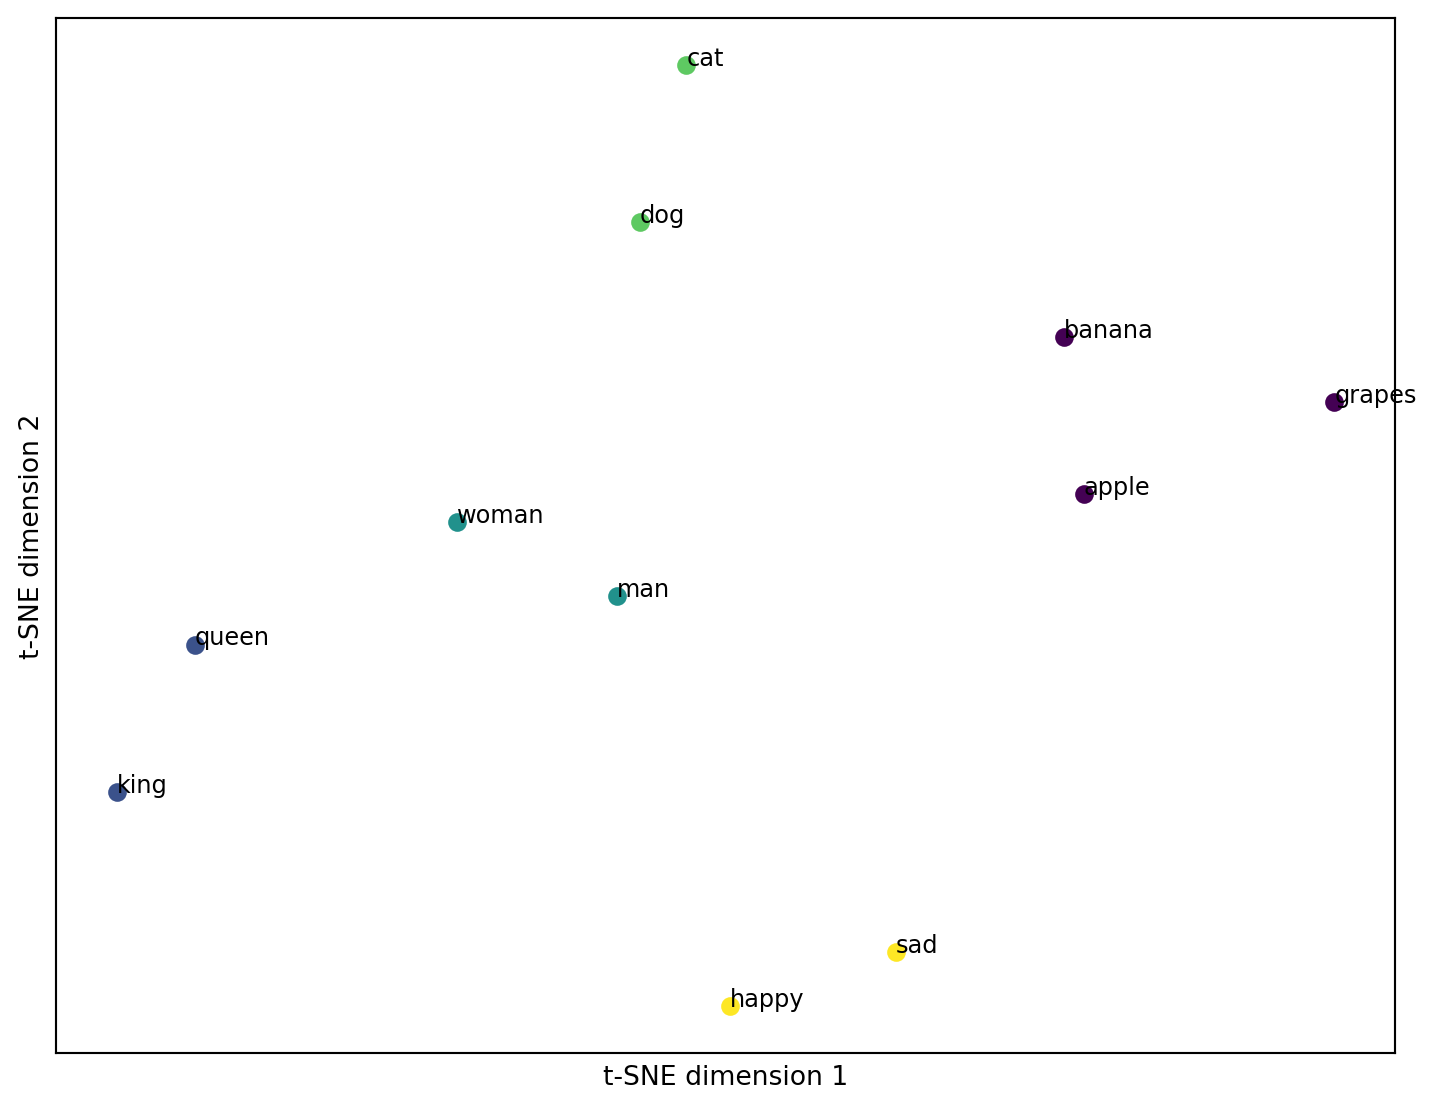 cat
dog
banana
grapes
apple
woman
man
queen
king
sad
happy
t-SNE dimension 2
t-SNE dimension 1